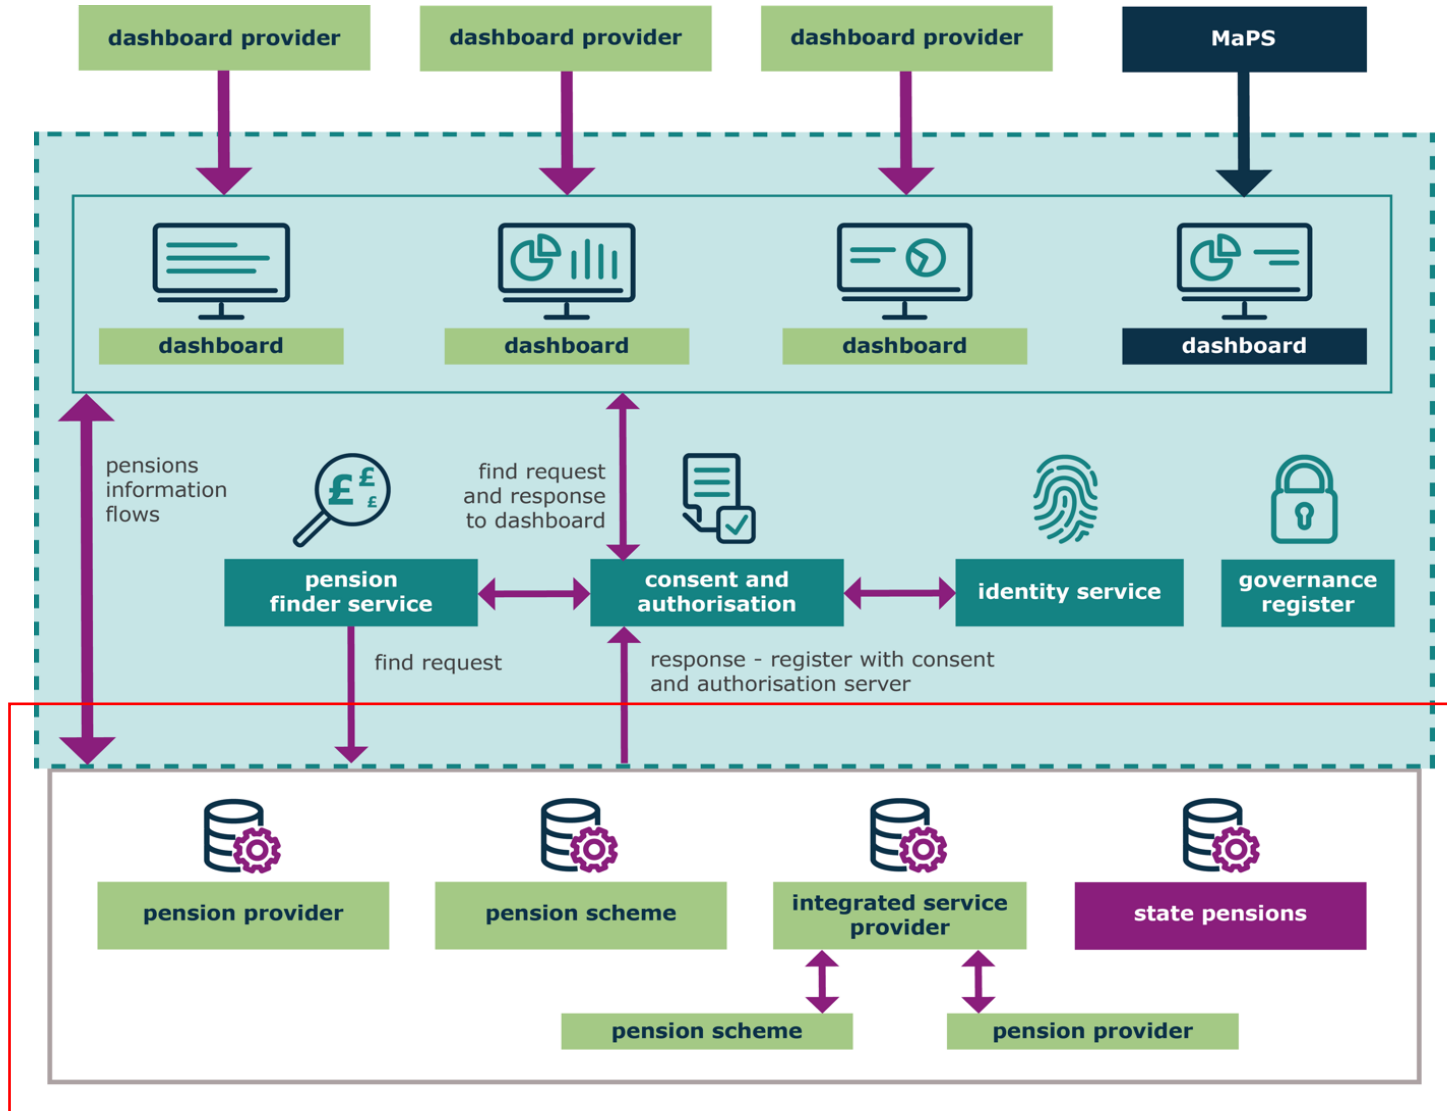 dashboard provider
dashboard provider
dashboard provider
MaPS
dashboard
dashboard
dashboard
dashboard
pensions
information
flows
££
£
find request
and response
to dashboard
pension
finder service
consent and
authorisation
identity service
governance
register
find request
response - register with consent
and authorisation server
pension provider
pension scheme
integrated service
provider
state pensions
pension scheme
pension provider